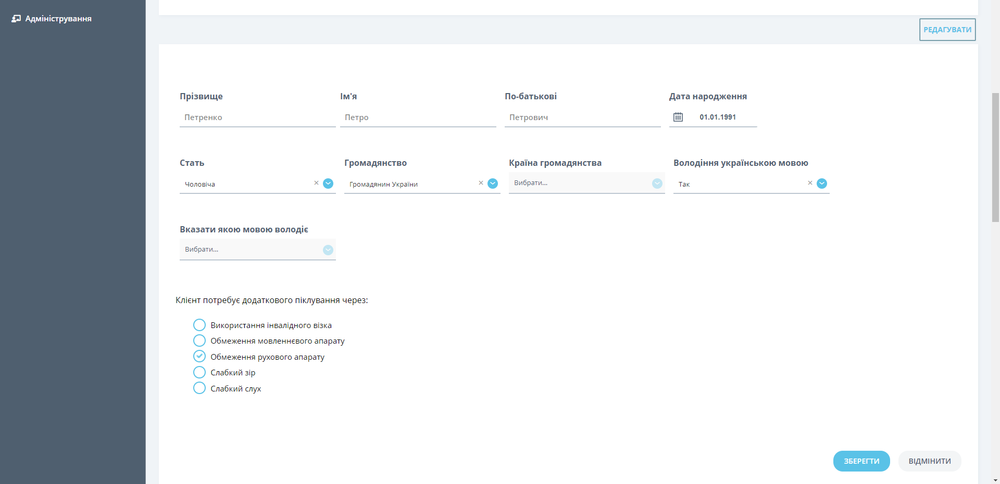 Адміністрування
РЕДАГУВАТИ
Прізвище Ім'я По-батькові Дата народження
Петренко Петро Петрович 01.01.1991
Стать Громадянство Країна громадянства Володіння українською мовою
Чоловіча × Громадянин України × Вибрати... Так ×
Вказати якою мовою володіє
Вибрати...
Клієнт потребує додаткового піклування через:
Використання інвалідного візка
Обмеження мовленнєвого апарату
Обмеження рухового апарату
Слабкий зір
Слабкий слух
ЗБЕРЕГТИ ВІДМІНИТИ